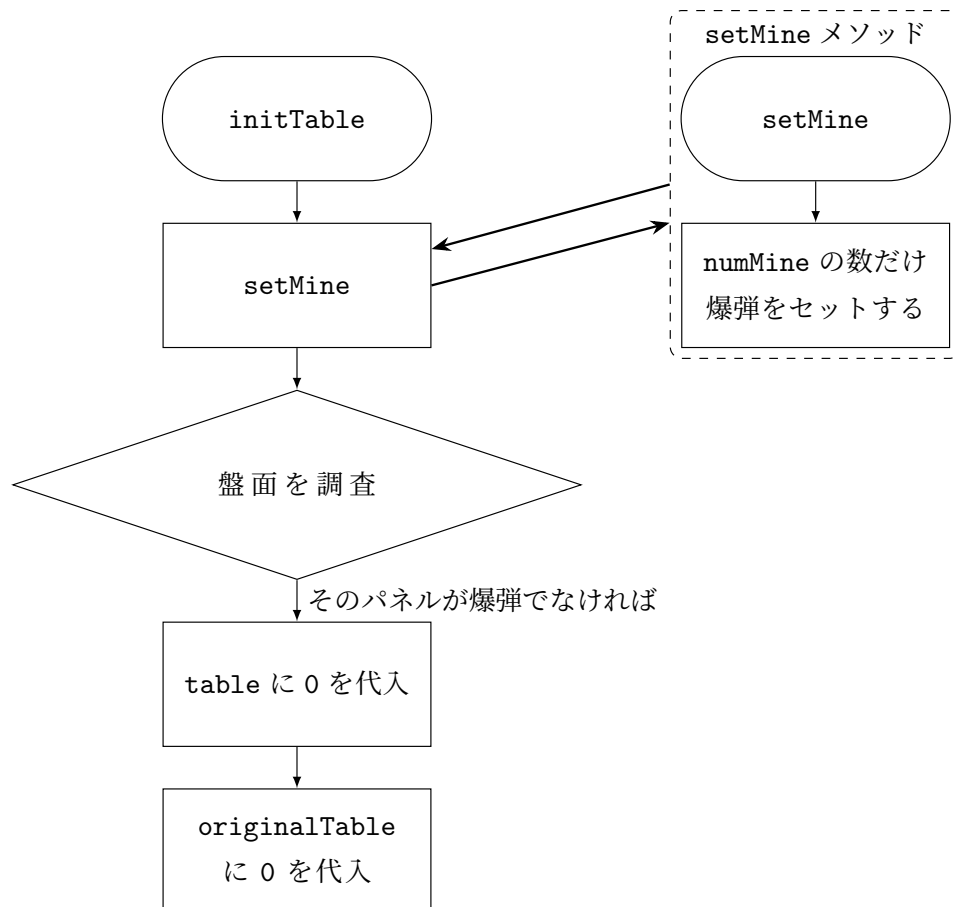 setMine メソッド
initTable
setMine
setMine
numMine の数だけ
爆弾をセットする
盤面を調査
そのパネルが爆弾でなければ
table に 0 を代入
originalTable
に 0 を代入